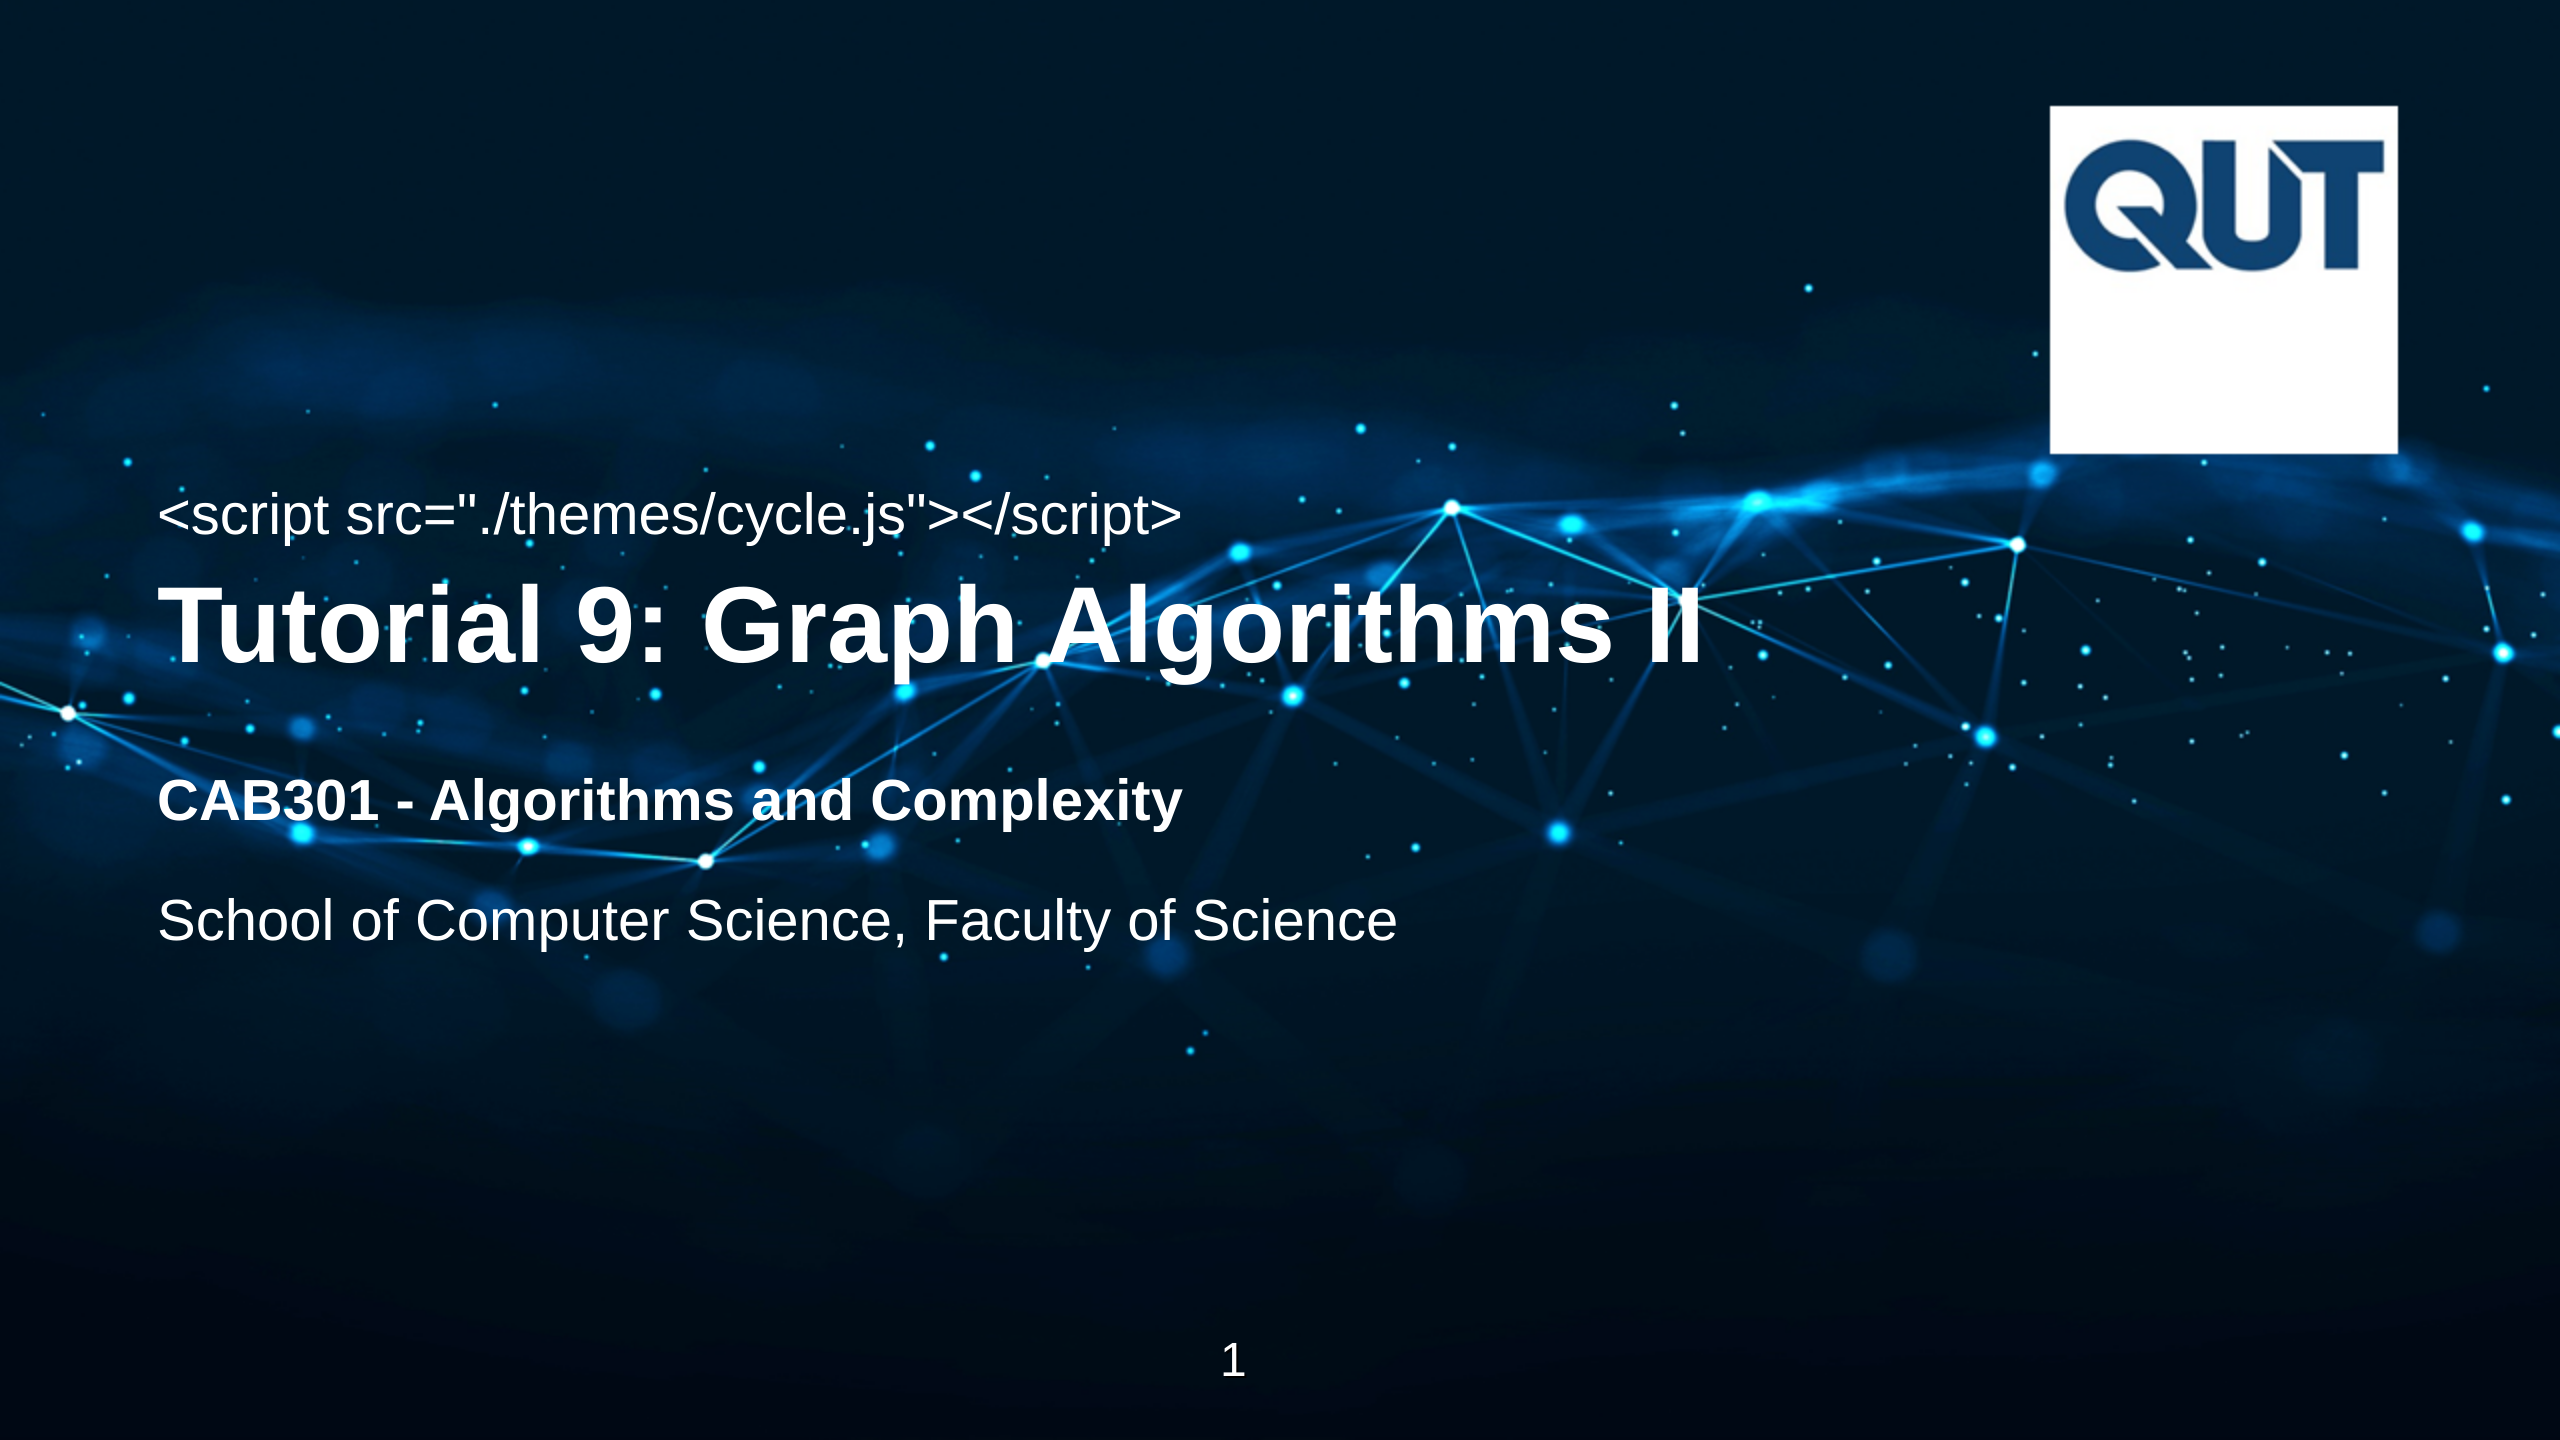 QUT
<script src="./themes/cycle.js"></script>
Tutorial 9: Graph Algorithms II
CAB301 - Algorithms and Complexity
School of Computer Science, Faculty of Science
1